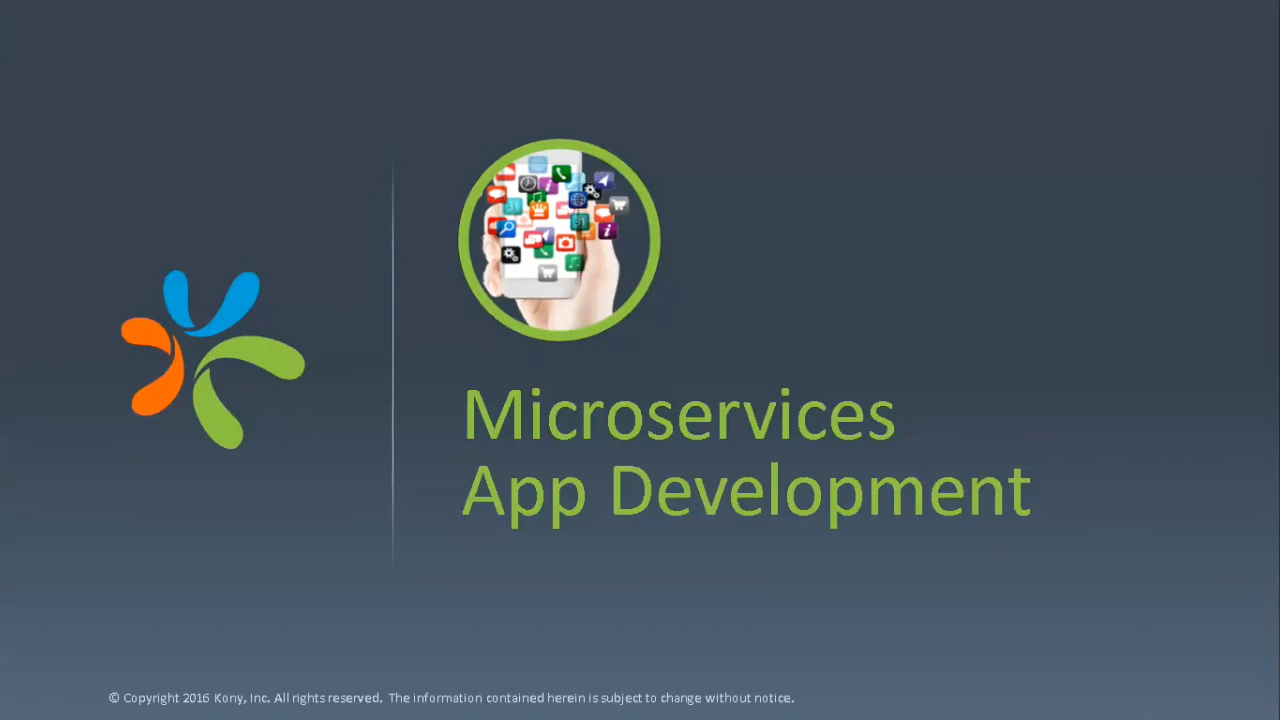 Microservices
App Development
© Copyright 2016 Kony, Inc. All rights reserved. The information contained herein is subject to change without notice.